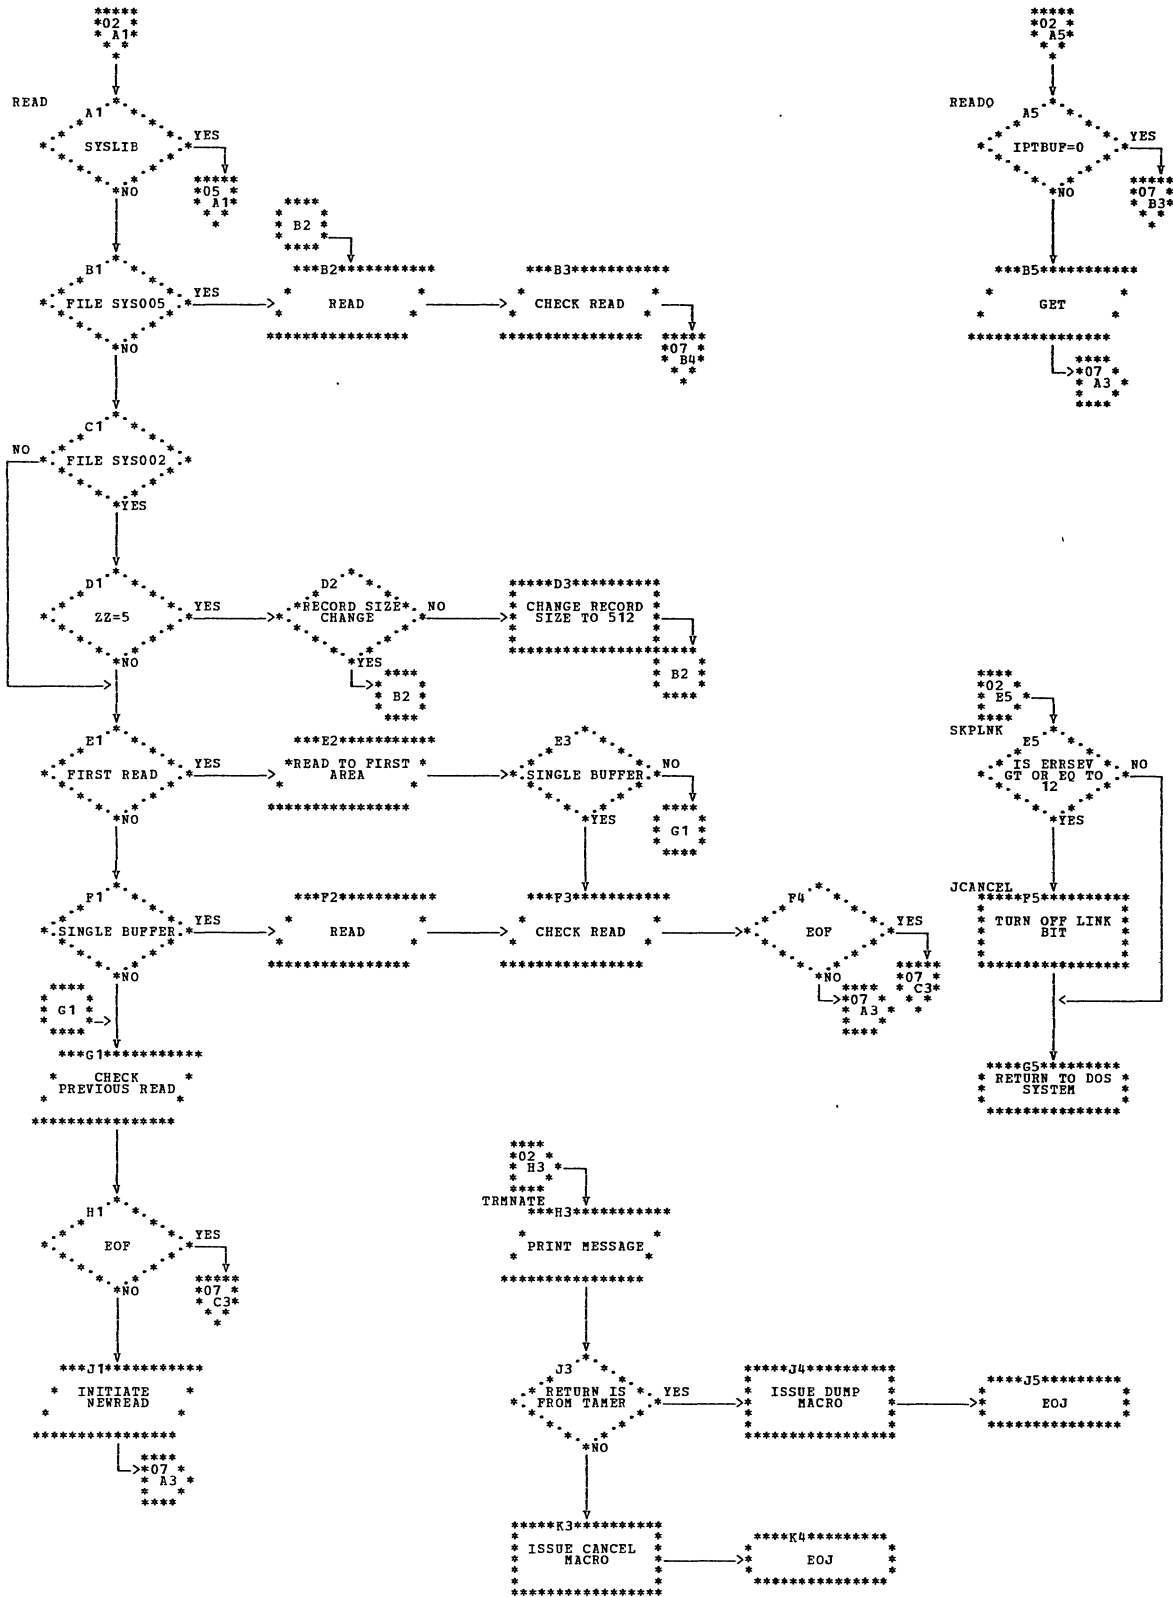 02
A1
02
A5
READ
A1
SYSLIB
YES
NO
05
A1
READQ
A5
IPTBUF=0
YES
NO
07
B3
B2
B1
FILE SYS005
YES
NO
B2
READ
B3
CHECK READ
07
B4
B5
GET
07
A3
C1
NO
FILE SYS002
YES
D1
ZZ=5
YES
NO
D2
RECORD SIZE
CHANGE
NO
YES
B2
D3
CHANGE RECORD
SIZE TO 512
B2
02
E5
SKPLNK
E1
FIRST READ
YES
NO
E2
READ TO FIRST
AREA
E3
SINGLE BUFFER
NO
YES
G1
E5
IS ERRSEV
GT OR EQ TO
12
NO
YES
F1
SINGLE BUFFER
YES
NO
F2
READ
F3
CHECK READ
F4
EOF
YES
NO
07
C3
07
A3
JCANCEL
F5
TURN OFF LINK
BIT
G1
G1
CHECK
PREVIOUS READ
G5
RETURN TO DOS
SYSTEM
02
H3
TRMNATE
H1
EOF
YES
NO
07
C3
H3
PRINT MESSAGE
J1
INITIATE
NEWREAD
07
A3
J3
RETURN IS
FROM TAMER
YES
NO
J4
ISSUE DUMP
MACRO
J5
EOJ
K3
ISSUE CANCEL
MACRO
K4
EOJ